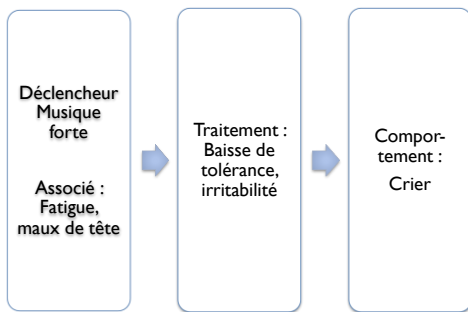 Déclencheur
Musique
forte
Associé :
Fatigue,
maux de tête
Traitement :
Baisse de
tolérance,
irritabilité
Compor-
tement :
Crier